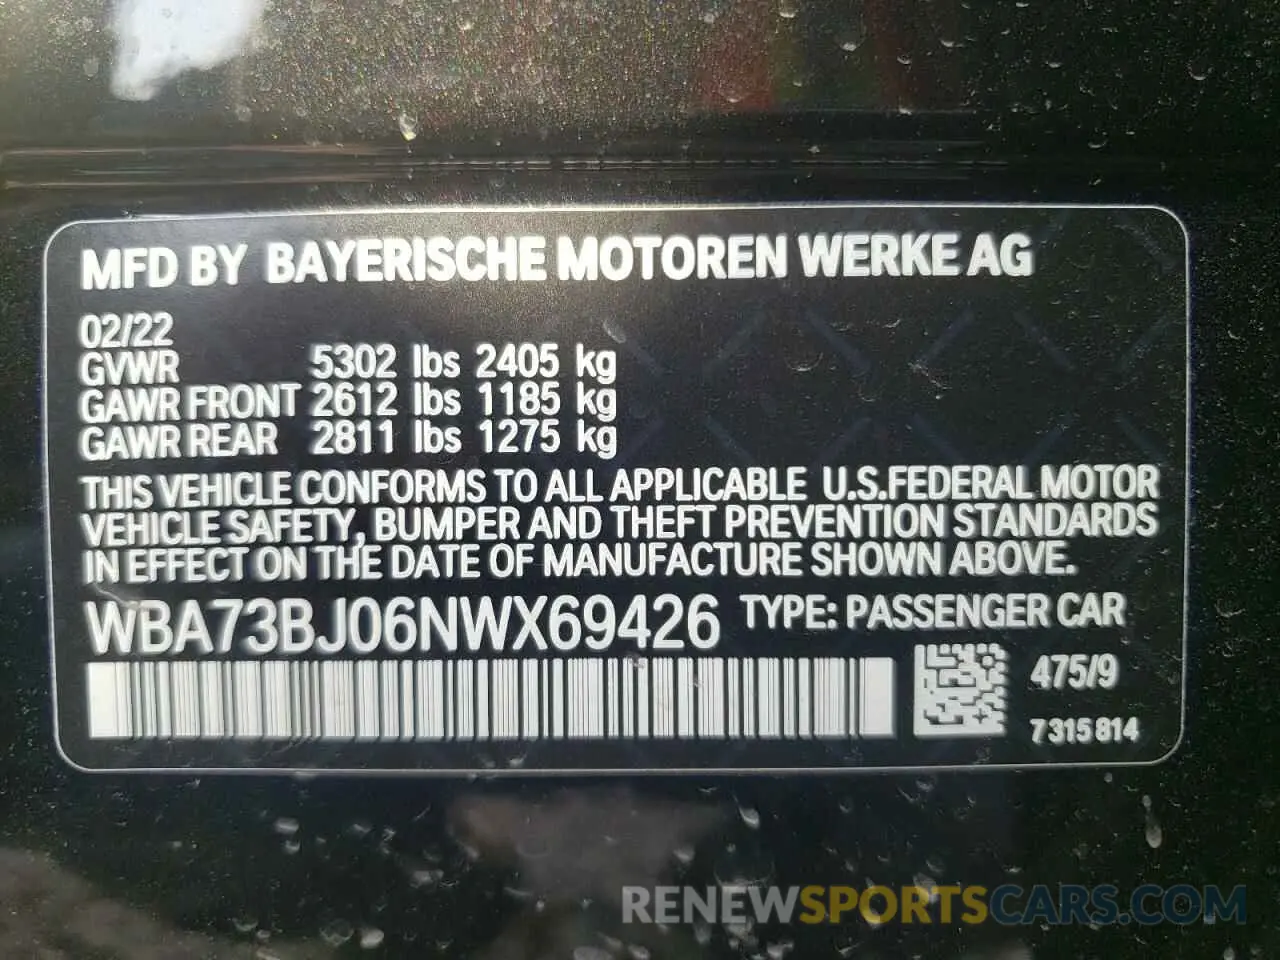 MFD BY BAYERISCHE MOTOREN WERKE AG
02/22
GVWR 5302 lbs 2405 kg
GAWR FRONT 2612 lbs 1185 kg
GAWR REAR 2811 lbs 1275 kg
THIS VEHICLE CONFORMS TO ALL APPLICABLE U.S.FEDERAL MOTOR
VEHICLE SAFETY, BUMPER AND THEFT PREVENTION STANDARDS
IN EFFECT ON THE DATE OF MANUFACTURE SHOWN ABOVE.
WBA73BJ06NWX69426 TYPE: PASSENGER CAR
475/9
7315814
RENEWSPORTSCARS.COM